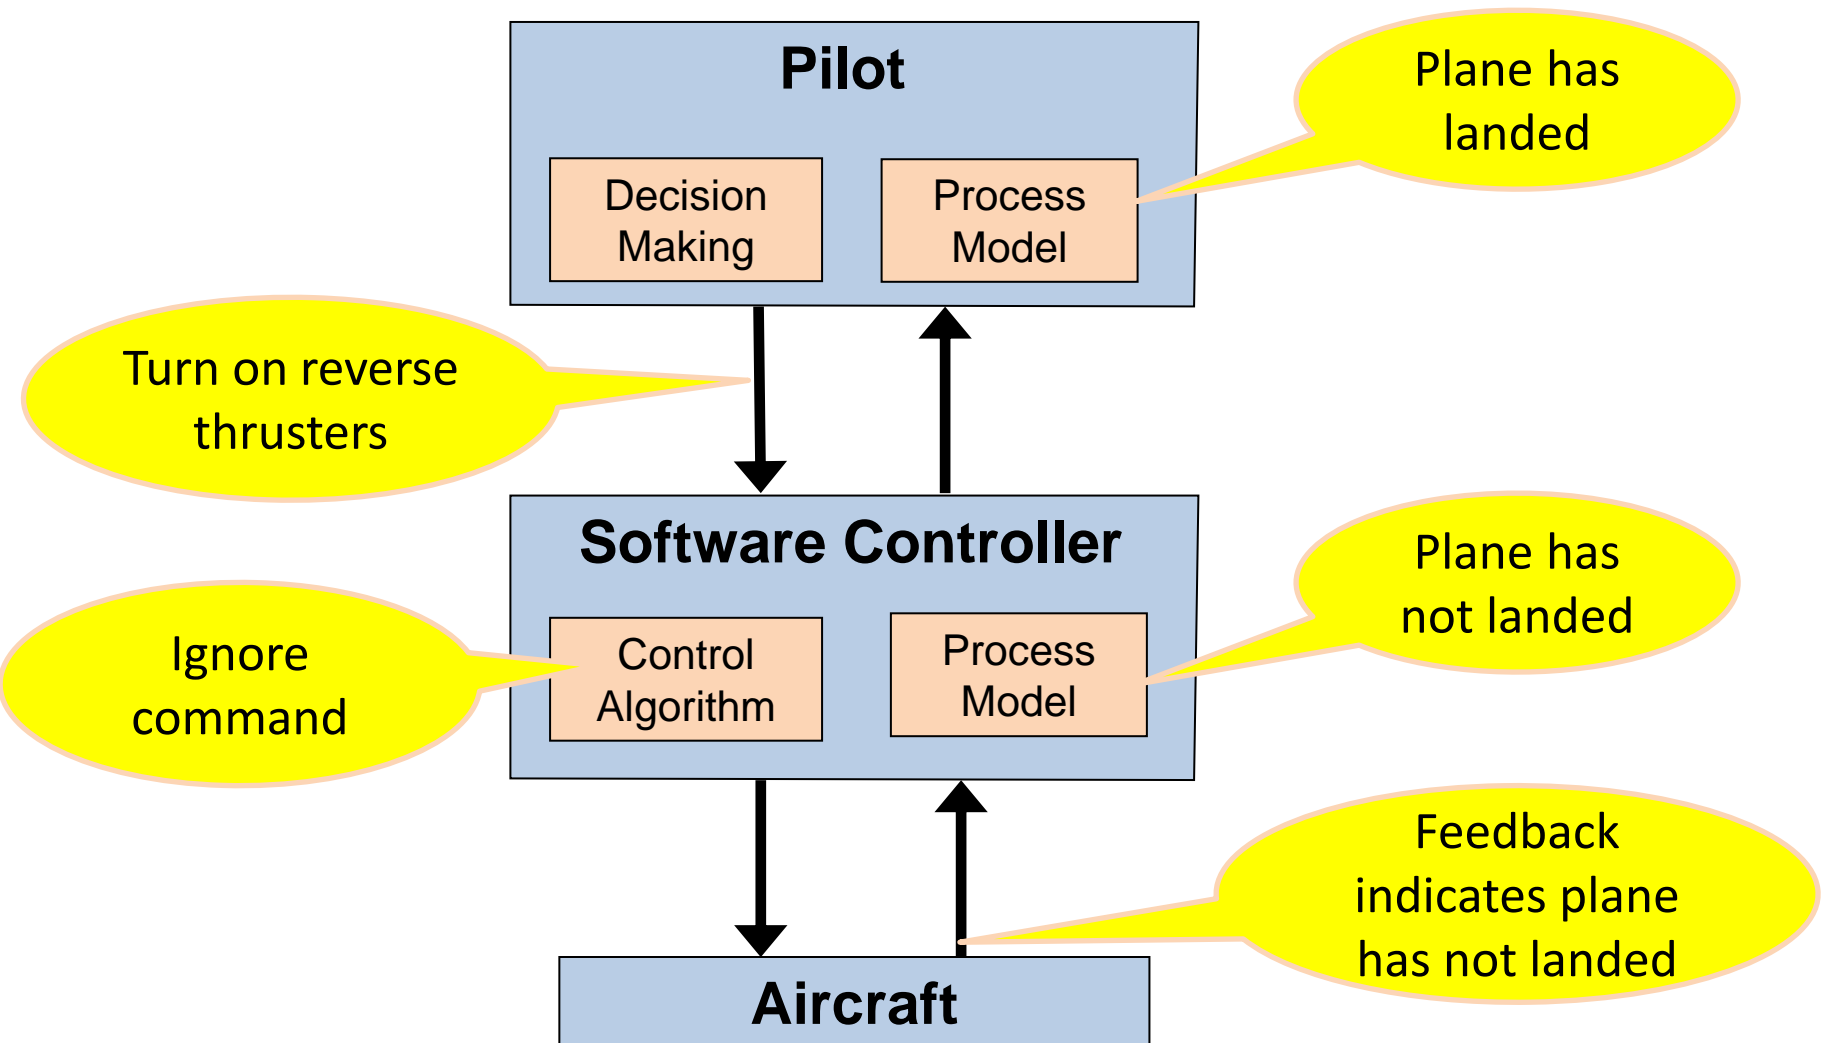 Pilot
Plane has
landed
Decision
Making
Process
Model
Turn on reverse
thrusters
Software Controller
Plane has
not landed
Ignore
command
Control
Algorithm
Process
Model
Feedback
indicates plane
has not landed
Aircraft